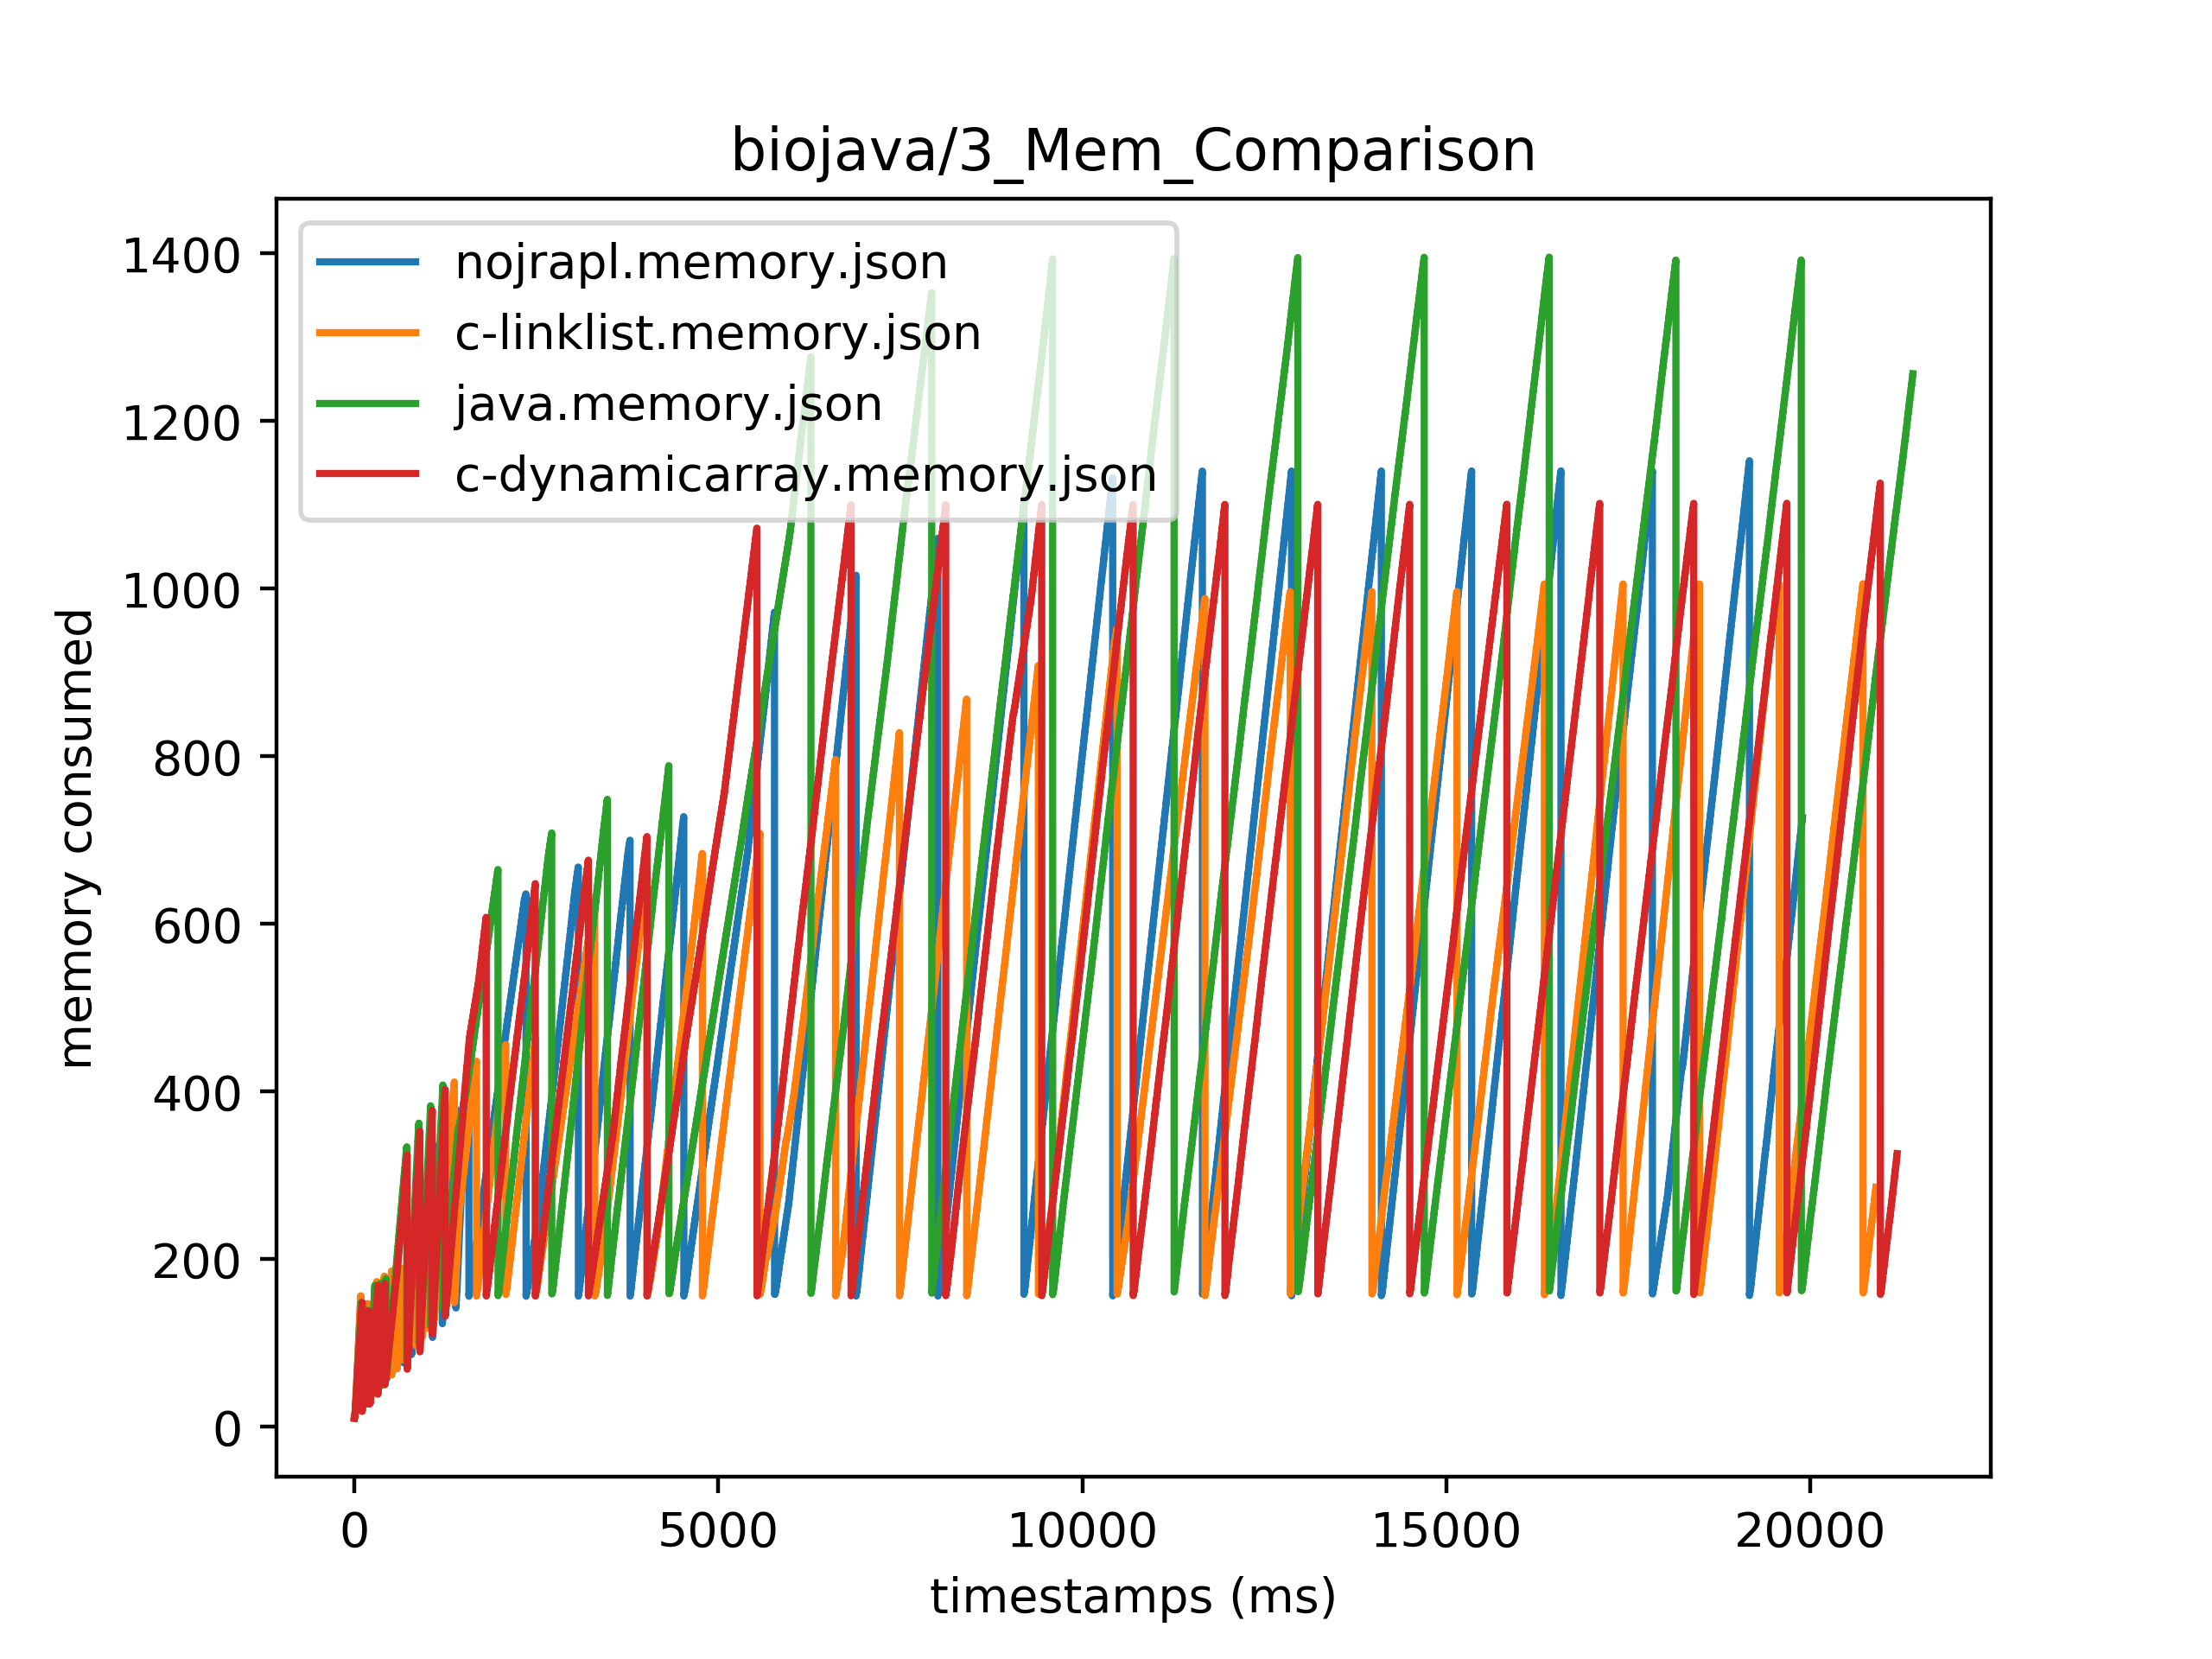 biojava/3_Mem_Comparison
nojrapl.memory.json
c-linklist.memory.json
java.memory.json
c-dynamicarray.memory.json
memory consumed
1400
1200
1000
800
600
400
200
0
0 5000 10000 15000 20000
timestamps (ms)